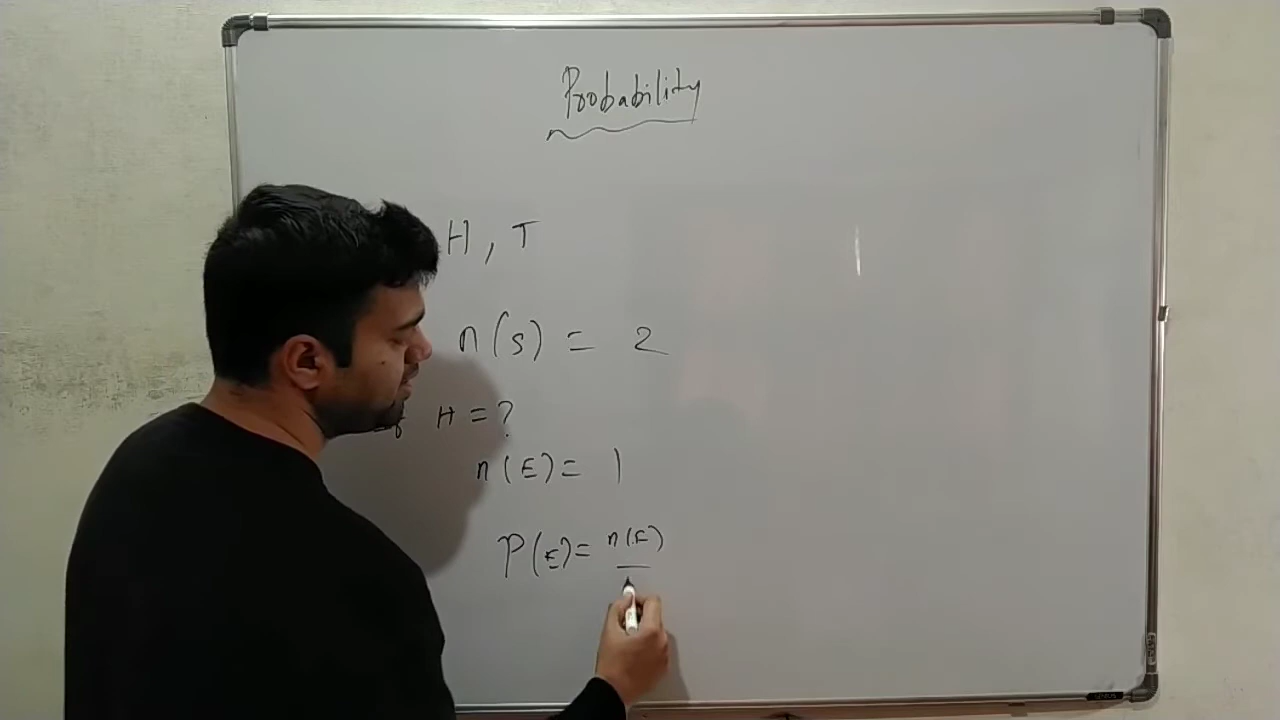 Probability
H, T
n(s) = 2
H = ?
n(E) = 1
P(E) = n(E)